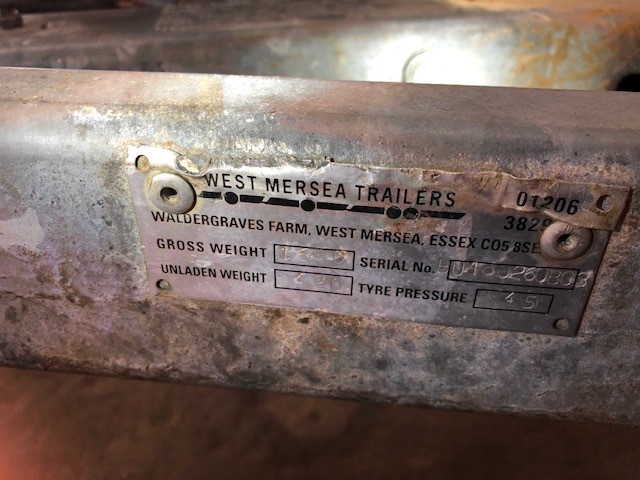 WEST MERSEA TRAILERS 01206
WALDERGRAVES FARM, WEST MERSEA, ESSEX CO5 8SE
GROSS WEIGHT SERIAL No.
UNLADEN WEIGHT TYRE PRESSURE 45